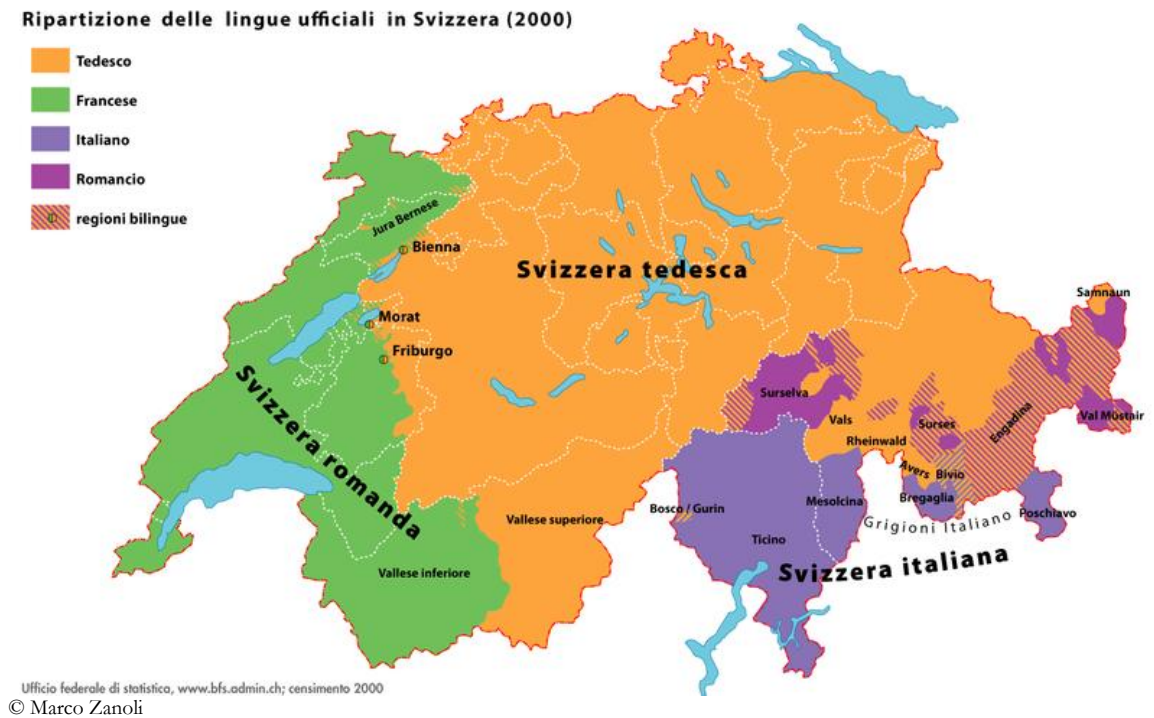 Ripartizione delle lingue ufficiali in Svizzera (2000)
Tedesco
Francese
Italiano
Romancio
regioni bilingue
Jura Bernese
Bienna
Svizzera tedesca
Samnaun
Morat
Friburgo
Svizzera romanda
Surselva
Vals
Surses
Engadina
Val Müstair
Rheinwald
Avers
Bivio
Bregaglia
Mesolcina
Bosco / Gurin
Vallese superiore
Poschiavo
Grigioni Italiano
Ticino
Svizzera italiana
Vallese inferiore
Ufficio federale di statistica, www.bfs.admin.ch; censimento 2000
© Marco Zanoli